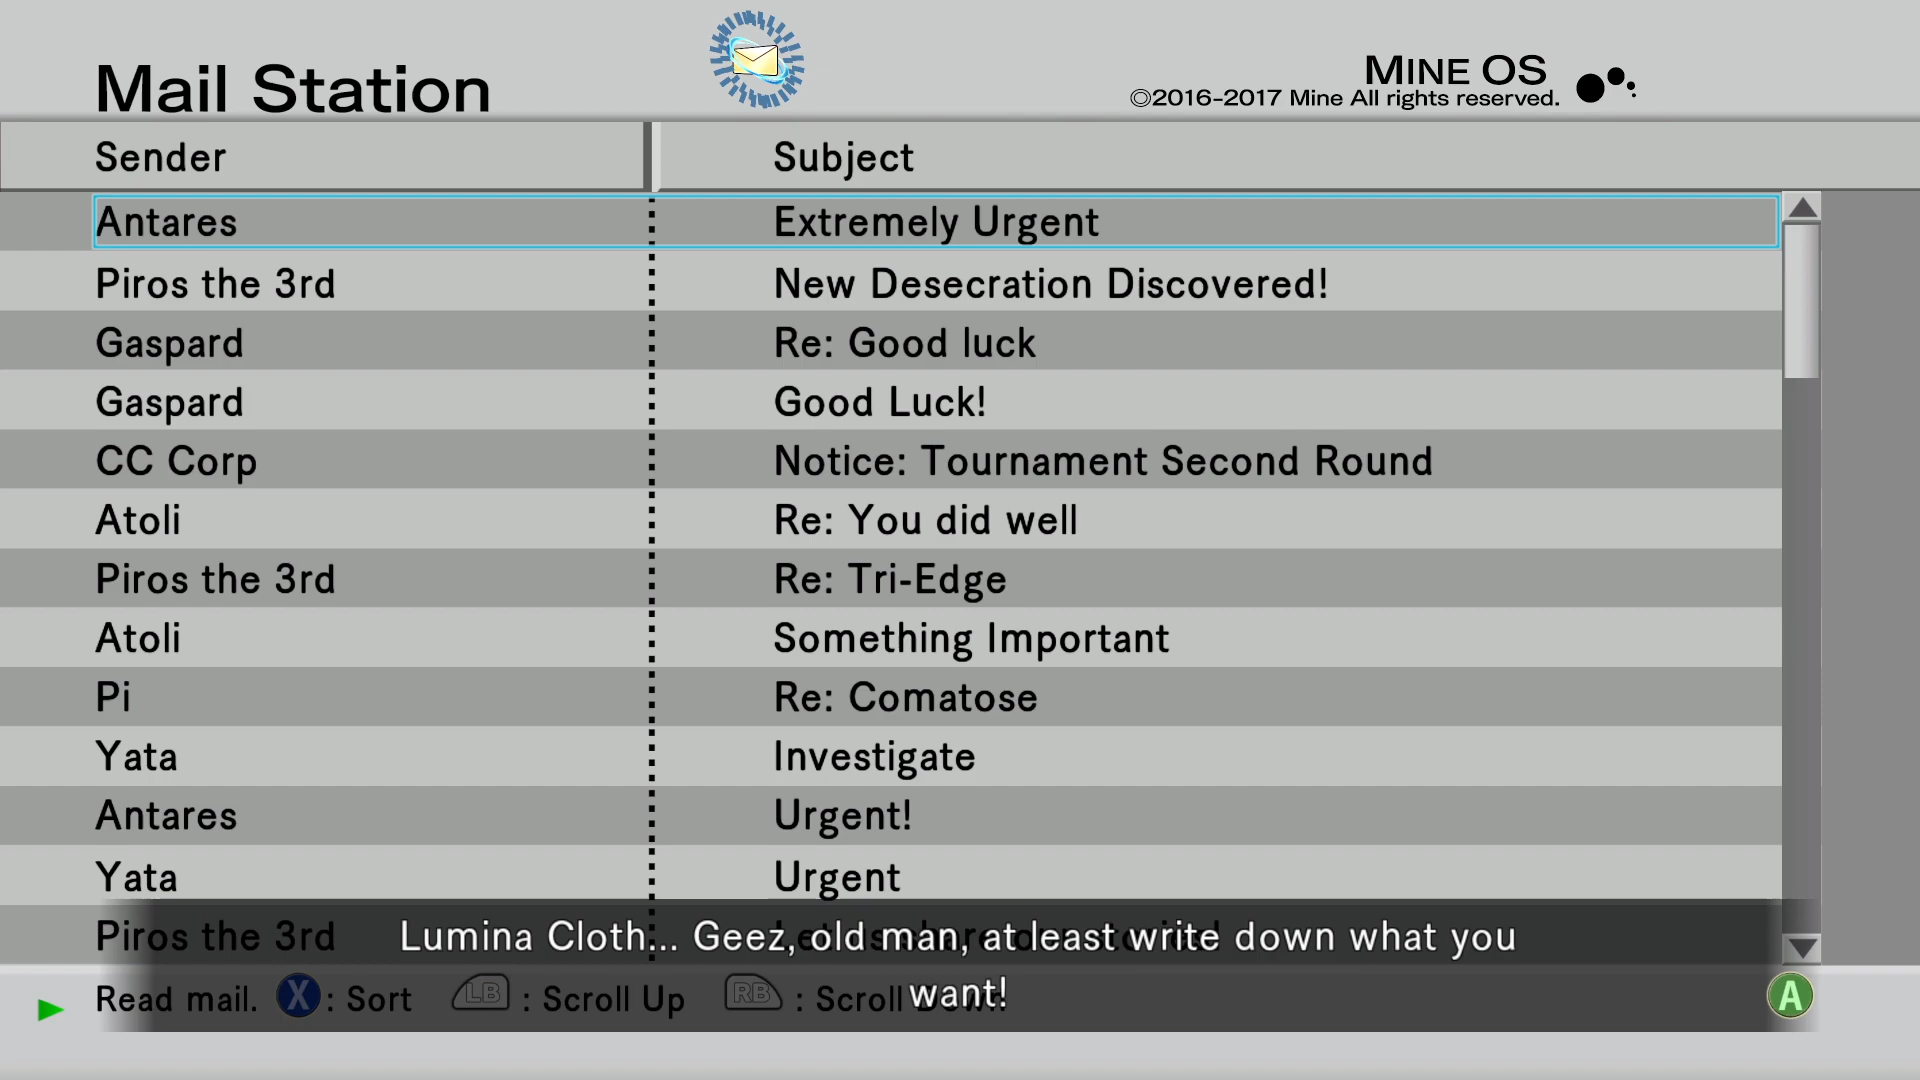 Mail Station
MINE OS
©2016-2017 Mine All rights reserved.
Sender Subject
Antares Extremely Urgent
Piros the 3rd New Desecration Discovered!
Gaspard Re: Good luck
Gaspard Good Luck!
CC Corp Notice: Tournament Second Round
Atoli Re: You did well
Piros the 3rd Re: Tri-Edge
Atoli Something Important
Pi Re: Comatose
Yata Investigate
Antares Urgent!
Yata Urgent
Piros the 3rd
Lumina Cloth... Geez, old man, at least write down what you
want!
Read mail. X : Sort LB : Scroll Up RB : Scroll
A